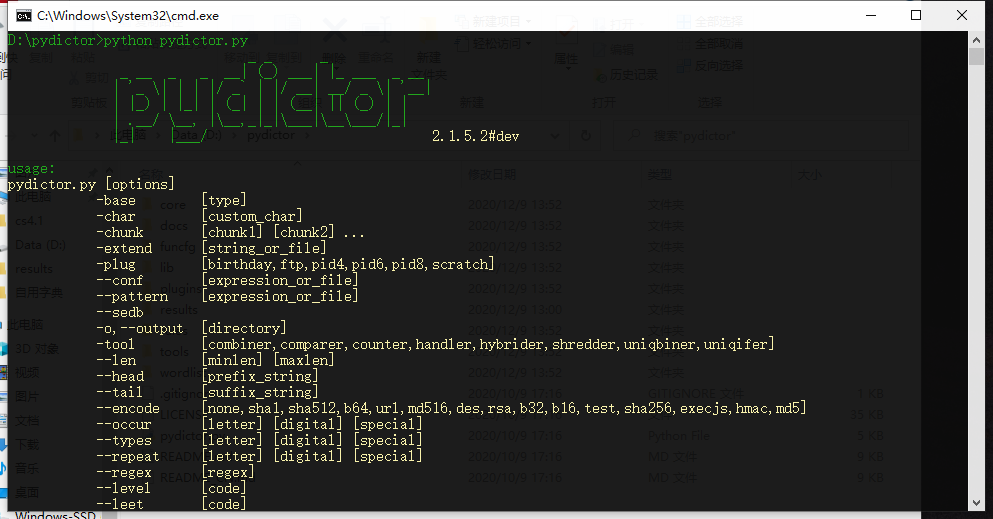 C:\Windows\System32\cmd.exe
D:\pydictor>python pydictor.py
pydictor
2.1.5.2#dev
usage:
pydictor.py [options]
-base [type]
-char [custom_char]
-chunk [chunk1] [chunk2] ...
-extend [string_or_file]
-plug [birthday,ftp,pid4,pid6,pid8,scratch]
--conf [expression_or_file]
--pattern [expression_or_file]
--sedb
-o,--output [directory]
-tool [combiner,comparer,counter,handler,hybrider,shredder,uniqbiner,uniqifer]
--len [minlen] [maxlen]
--head [prefix_string]
--tail [suffix_string]
--encode [none,sha1,sha512,b64,url,md516,des,rsa,b32,b16,test,sha256,execjs,hmac,md5]
--occur [letter] [digital] [special]
--types [letter] [digital] [special]
--repeat [letter] [digital] [special]
--regex [regex]
--level [code]
--leet [code]
Windows-SSD